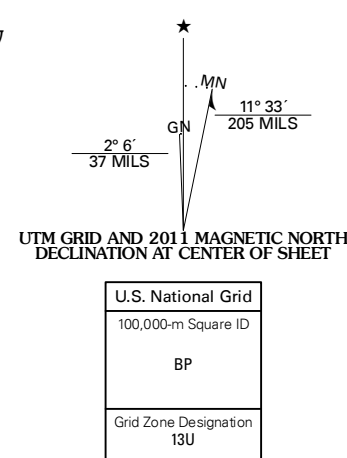 ★
MN
11° 33´
205 MILS
GN
2° 6´
37 MILS
UTM GRID AND 2011 MAGNETIC NORTH
DECLINATION AT CENTER OF SHEET
U.S. National Grid
100,000-m Square ID
BP
Grid Zone Designation
13U